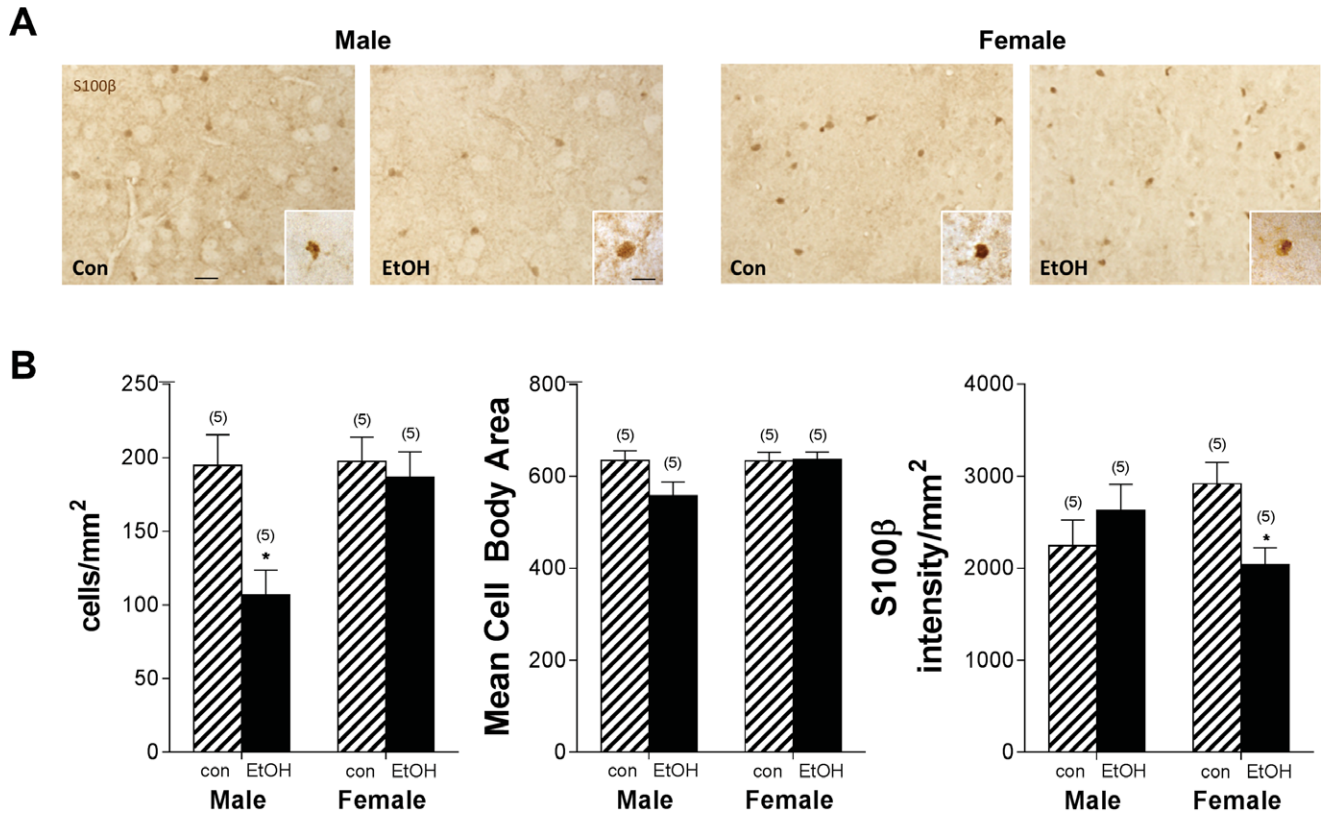 A
Male
Female
S100β
Con
EtOH
Con
EtOH
B
cells/mm²
250
200
150
100
50
0
(5)
(5)
*
(5)
(5)
con
EtOH
con
EtOH
Male
Female
Mean Cell Body Area
800
600
400
200
0
(5)
(5)
(5)
(5)
con
EtOH
con
EtOH
Male
Female
S100β
intensity/mm²
4000
3000
2000
1000
0
(5)
(5)
(5)
(5)
*
con
EtOH
con
EtOH
Male
Female